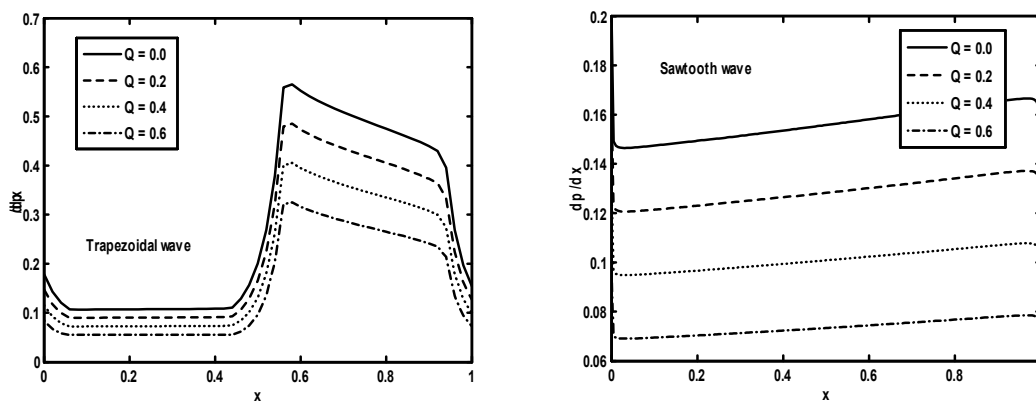 0.7
0.6
0.5
0.4
0.3
0.2
0.1
0
Q = 0.0
Q = 0.2
Q = 0.4
Q = 0.6
Trapezoidal wave
0 0.2 0.4 0.6 0.8 1
x
0.2
0.18
0.16
0.14
0.12
0.1
0.08
0.06
dp/dx
Sawtooth wave
Q = 0.0
Q = 0.2
Q = 0.4
Q = 0.6
0 0.2 0.4 0.6 0.8
x